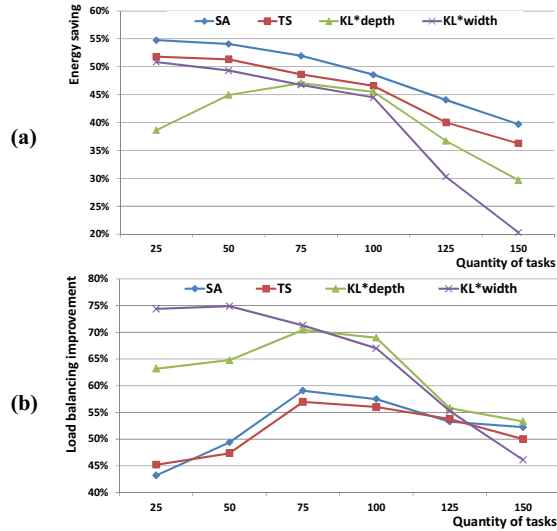 60%
SA TS KL*depth KL*width
55%
50%
45%
40%
35%
30%
25%
20%
Energy saving
(a)
25 50 75 100 125 150
Quantity of tasks
80%
SA TS KL*depth KL*width
75%
70%
65%
60%
55%
50%
45%
40%
Load balancing improvement
(b)
25 50 75 100 125 150
Quantity of tasks